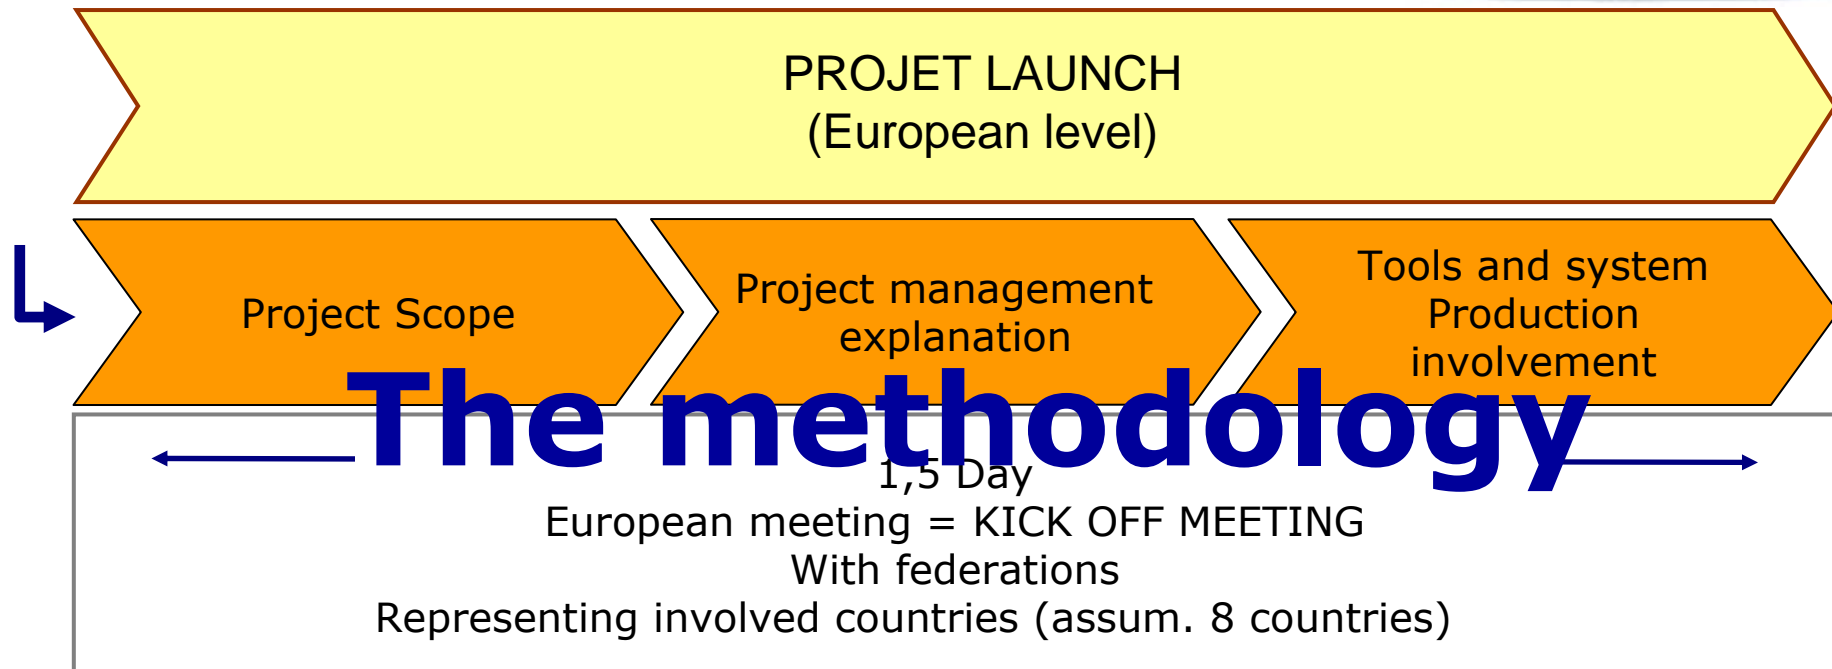 PROJET LAUNCH
(European level)
Project Scope
Project management
explanation
Tools and system
Production
involvement
The methodology
1,5 Day
European meeting = KICK OFF MEETING
With federations
Representing involved countries (assum. 8 countries)